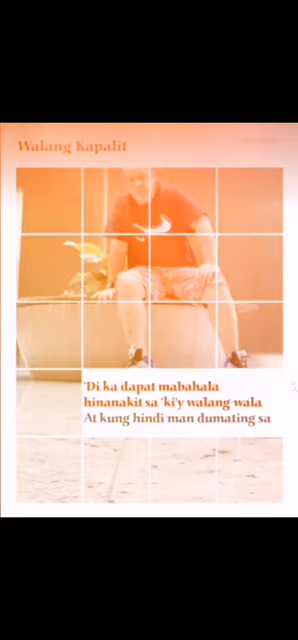 Walang Kapalit
'Di ka dapat mabahala
hinanakit sa 'ki'y walang-wala
At kung hindi man dumating sa